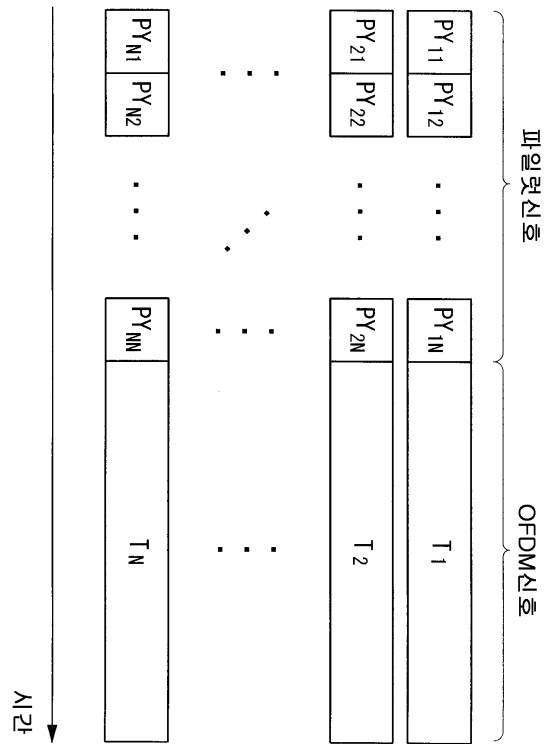 파일럿신호
OFDM신호
PY₁₁ PY₁₂ PY₁N T₁
PY₂₁ PY₂₂ PY₂N T₂
PYN₁ PYN₂ PYNN TN
시간